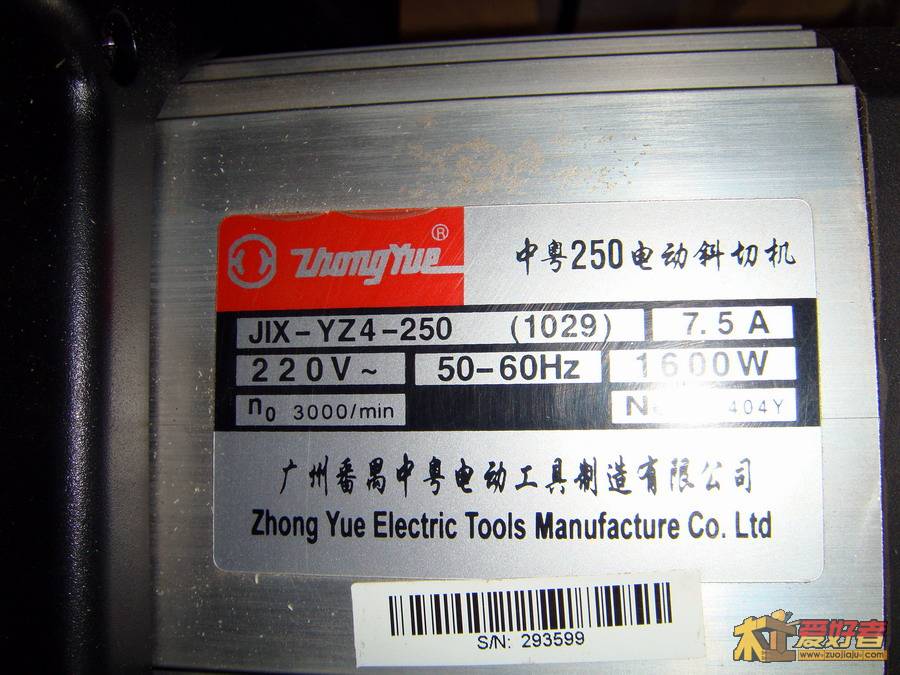 ZhongYue®
中粤250电动斜切机
JIX-YZ4-250 (1029) 7.5A
220V~ 50-60Hz 1600W
n0 3000/min 404Y
广州番禺中粤电动工具制造有限公司
Zhong Yue Electric Tools Manufacture Co. Ltd
S/N: 293599
木工爱好者
www.zuojiaju.com